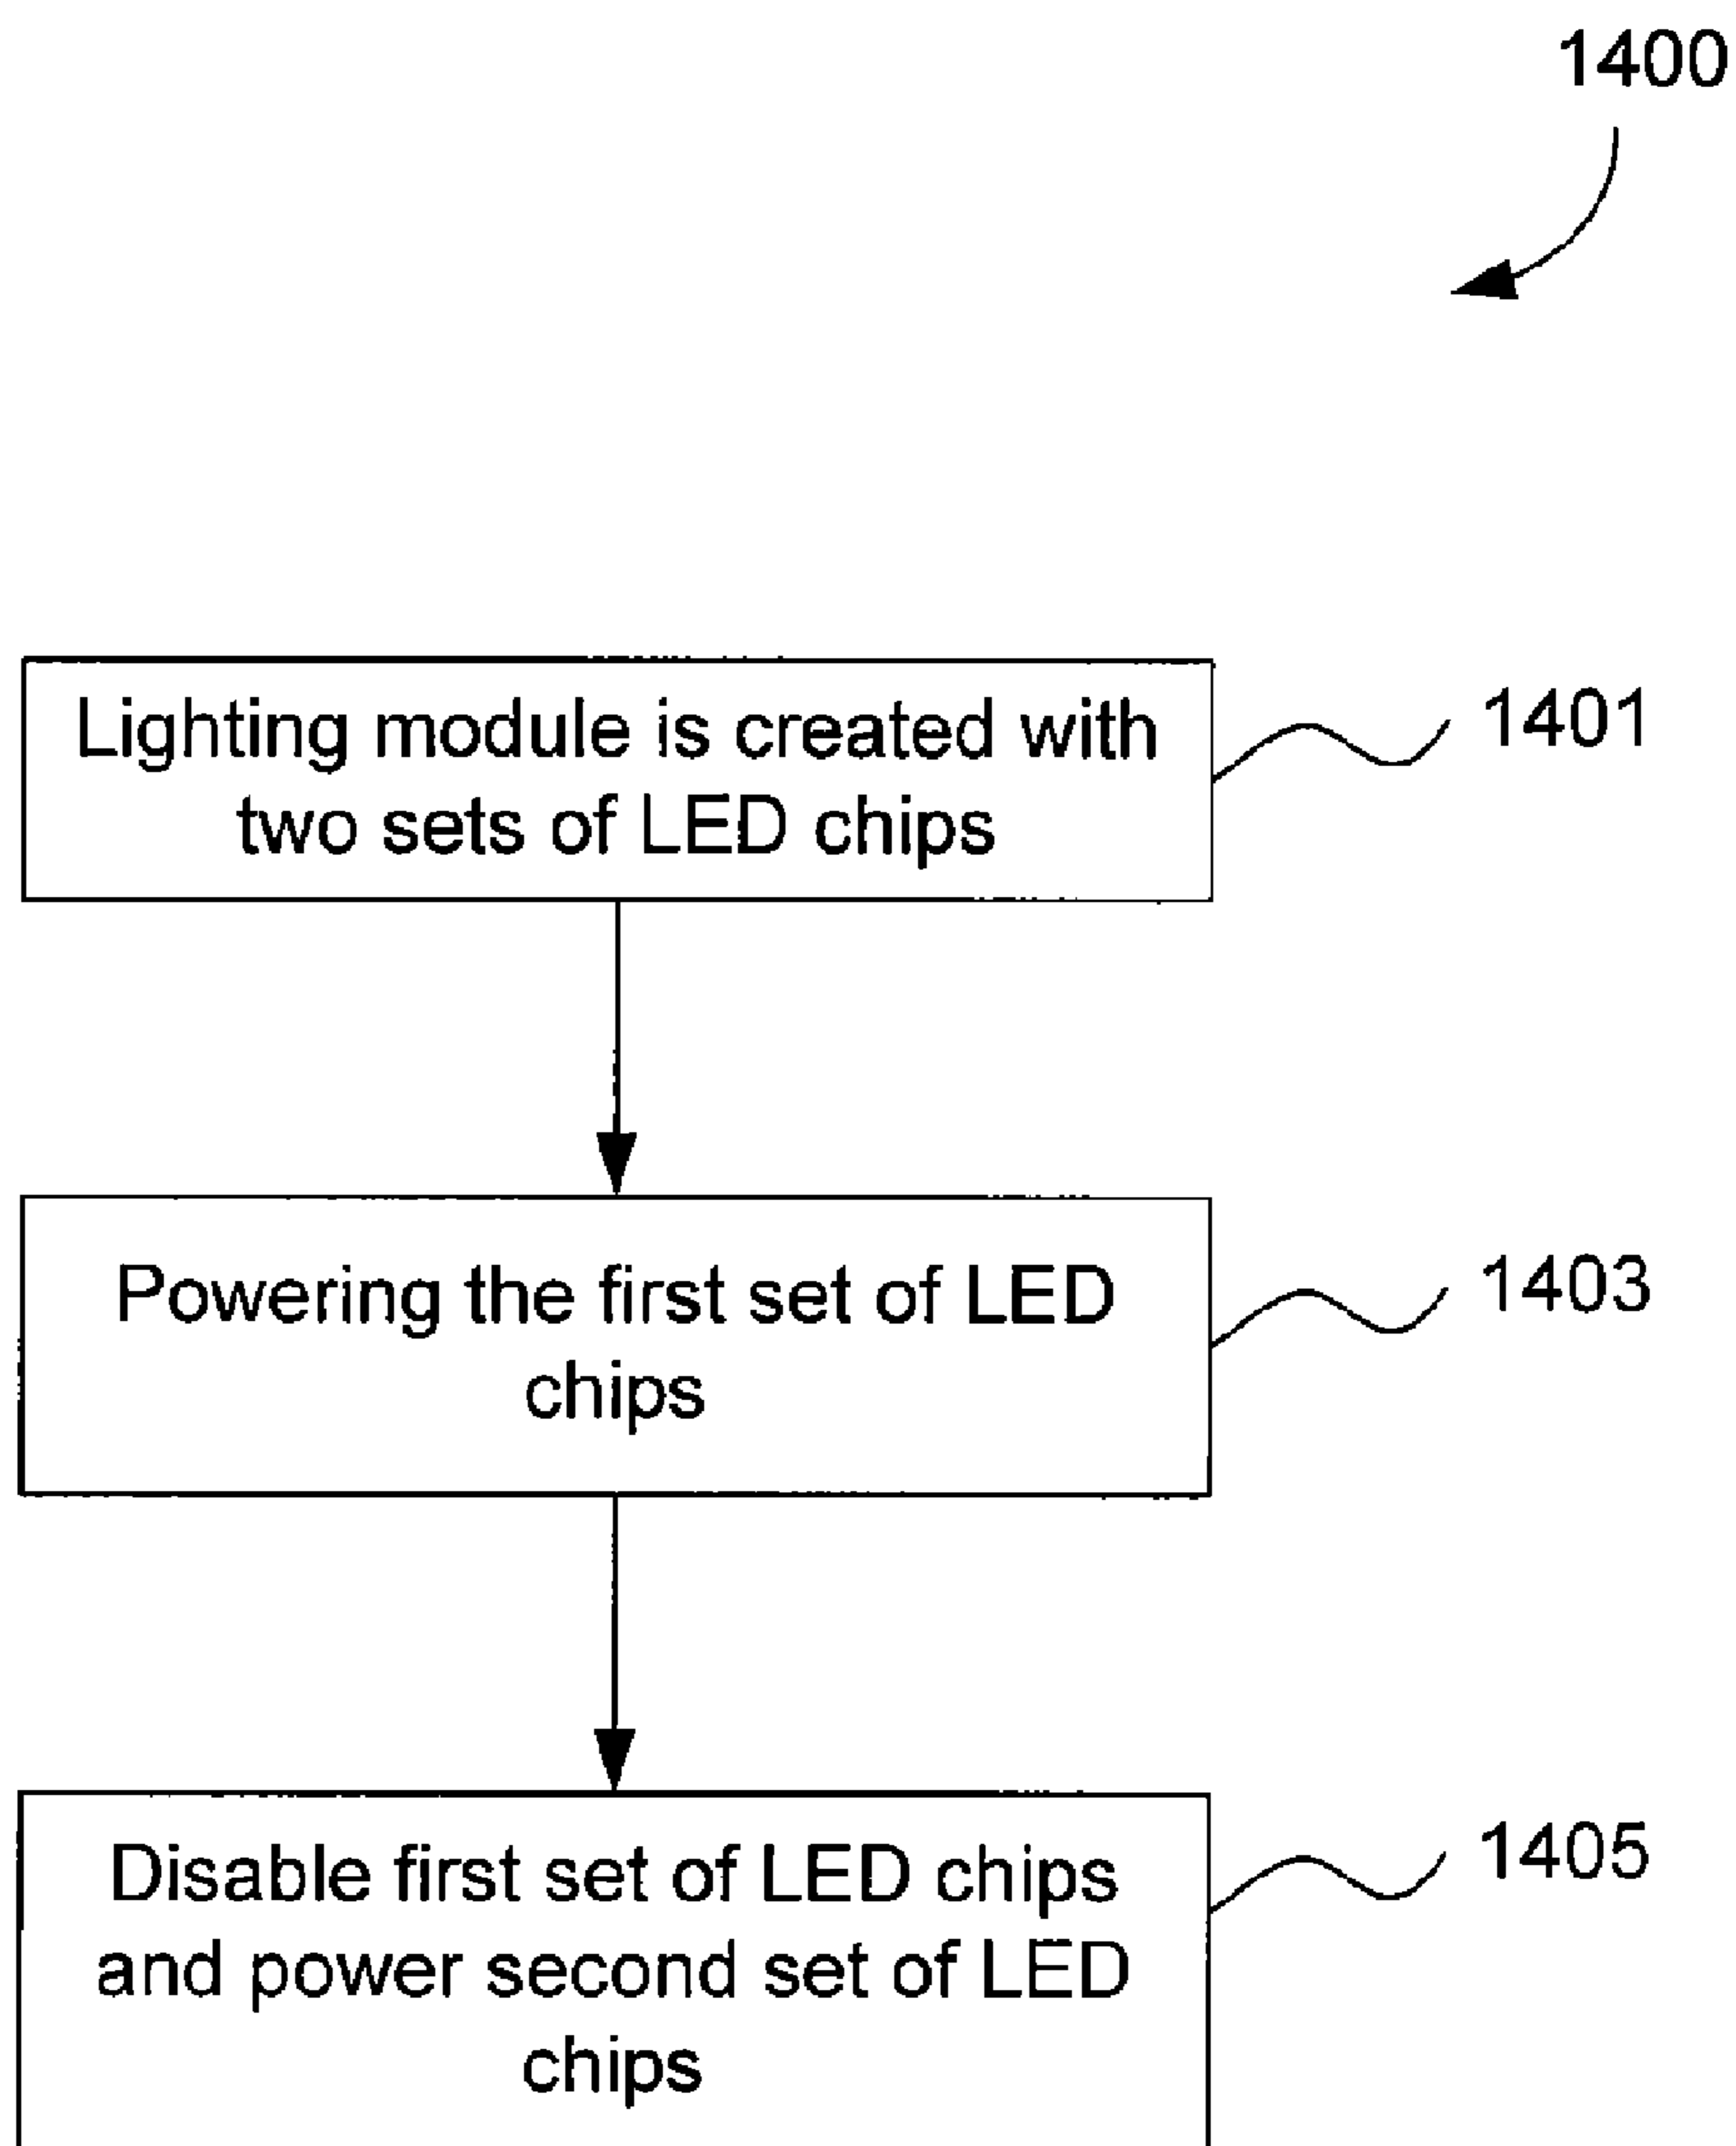 1400
Lighting module is created with
two sets of LED chips
1401
Powering the first set of LED
chips
1403
Disable first set of LED chips
and power second set of LED
chips
1405